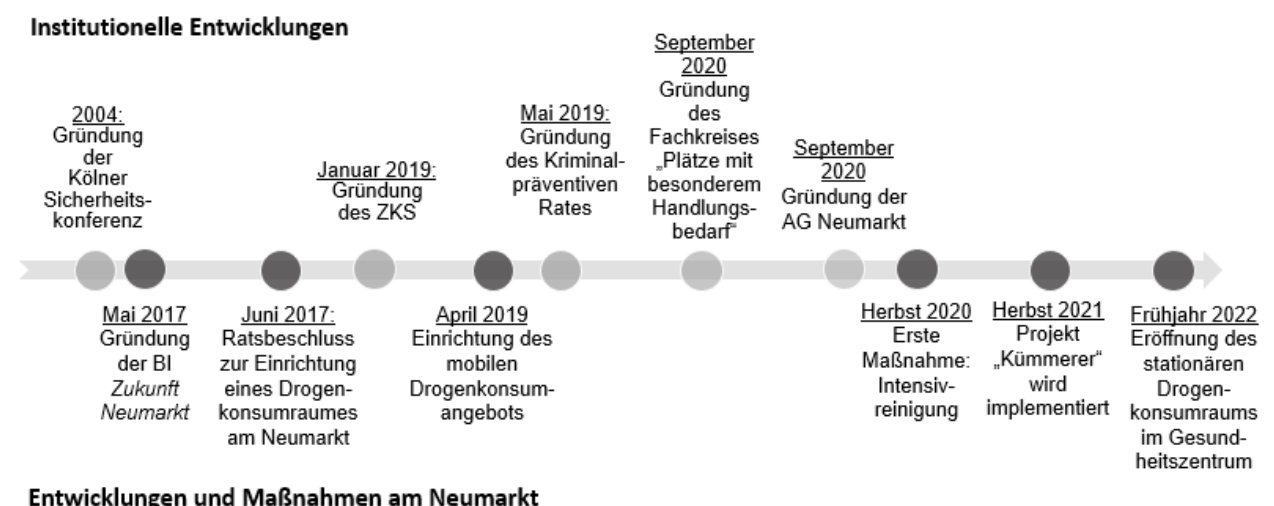 Institutionelle Entwicklungen
2004:
Gründung
der
Kölner
Sicherheits-
konferenz
Januar 2019:
Gründung
des ZKS
Mai 2019:
Gründung
des Kriminal-
präventiven
Rates
September
2020
Gründung
des
Fachkreises
„Plätze mit
besonderem
Handlungs-
bedarf“
September
2020
Gründung der
AG Neumarkt
Mai 2017
Gründung
der BI
Zukunft
Neumarkt
Juni 2017:
Ratsbeschluss
zur Einrichtung
eines Drogen-
konsumraumes
am Neumarkt
April 2019
Einrichtung des
mobilen
Drogenkonsum-
angebots
Herbst 2020
Erste
Maßnahme:
Intensiv-
reinigung
Herbst 2021
Projekt
„Kümmerer“
wird
implementiert
Frühjahr 2022
Eröffnung des
stationären
Drogen-
konsumraums
im Gesund-
heitszentrum
Entwicklungen und Maßnahmen am Neumarkt